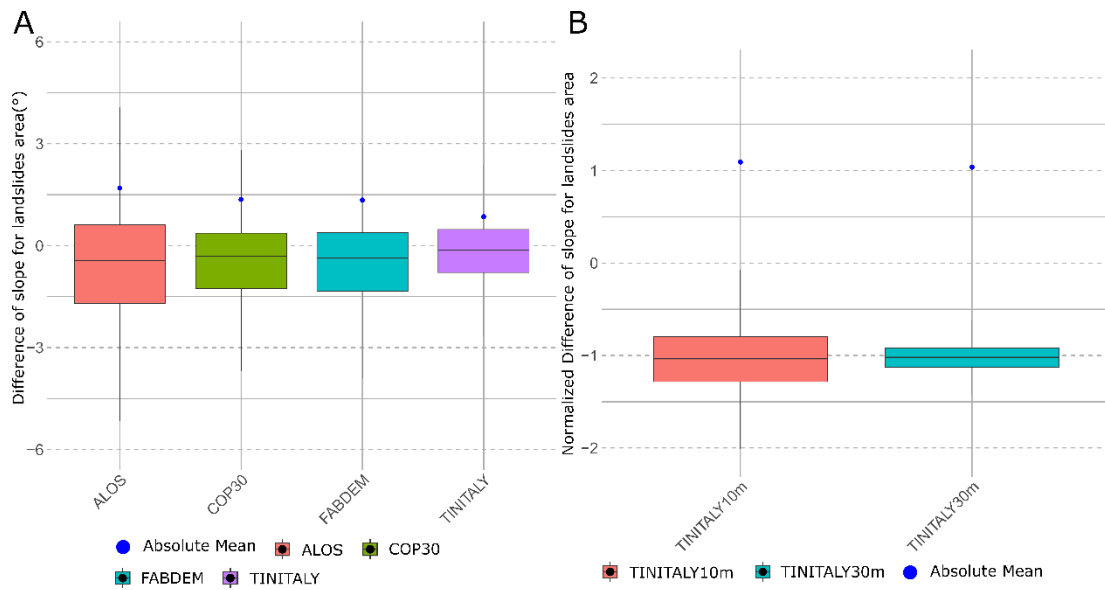 A
Difference of slope for landslides area(°)
6
3
0
−3
−6
ALOS
COP30
FABDEM
TINITALY
Absolute Mean
ALOS
COP30
FABDEM
TINITALY
B
Normalized Difference of slope for landslides area
2
1
0
−1
−2
TINITALY10m
TINITALY30m
TINITALY10m
TINITALY30m
Absolute Mean